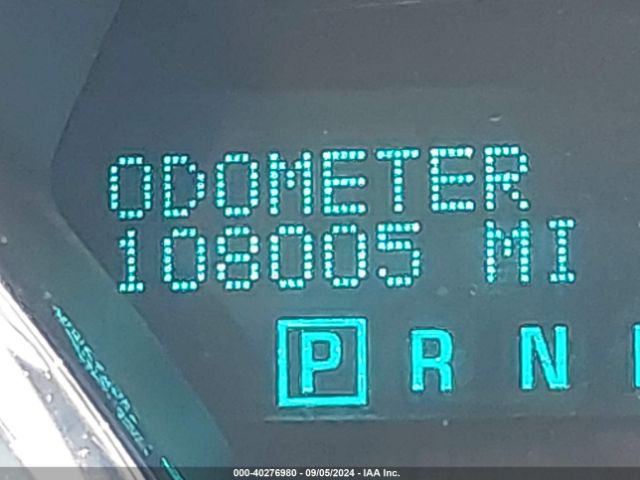 ODOMETER
108005 MI
P R N
000-40276980 - 09/05/2024 - IAA Inc.